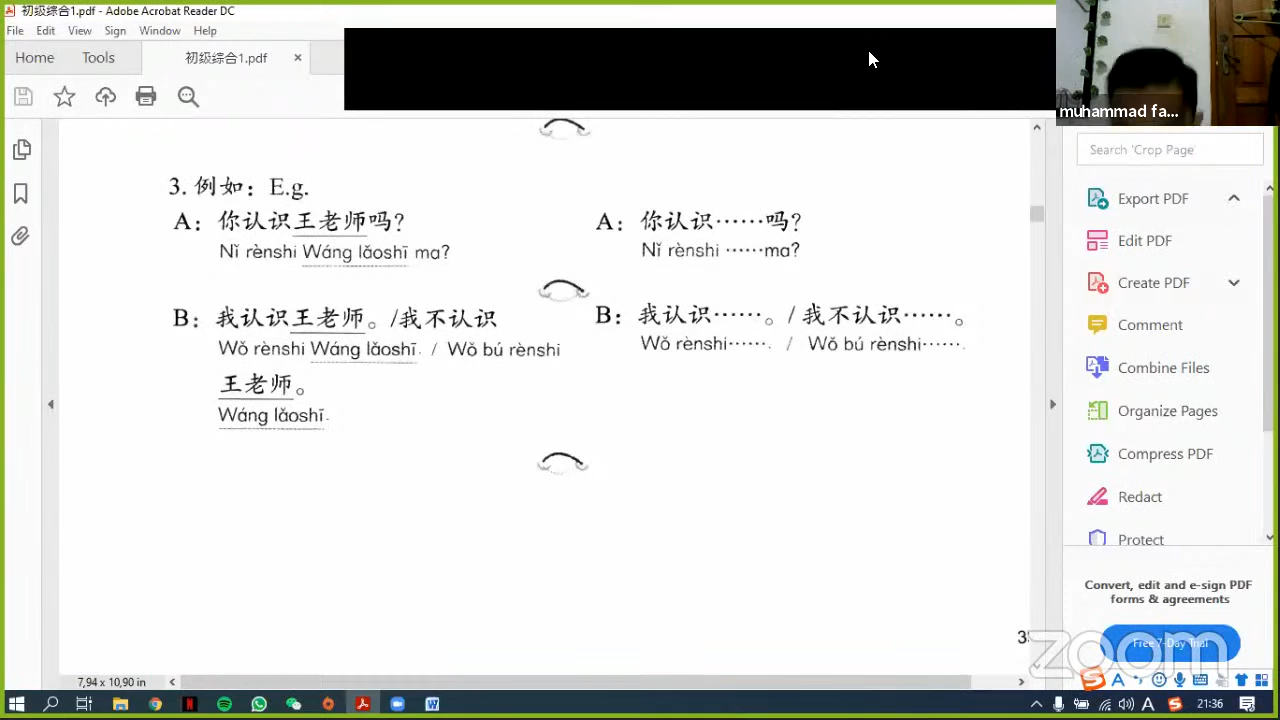 初级综合1.pdf - Adobe Acrobat Reader DC
File Edit View Sign Window Help
Home Tools 初级综合1.pdf ×
muhammad fa...
Search 'Crop Page'
3. 例如：E.g.
A：你认识王老师吗？
Nǐ rènshi Wáng lǎoshī ma?
B：我认识王老师。/我不认识
Wǒ rènshi Wáng lǎoshī. / Wǒ bú rènshi
王老师。
Wáng lǎoshī.
A：你认识……吗？
Nǐ rènshi ……ma?
B：我认识……。/ 我不认识……。
Wǒ rènshi……. / Wǒ bú rènshi…….
Export PDF
Edit PDF
Create PDF
Comment
Combine Files
Organize Pages
Compress PDF
Redact
Protect
Convert, edit and e-sign PDF
forms & agreements
Free 7-Day Trial
zoom
7,94 x 10,90 in
21:36